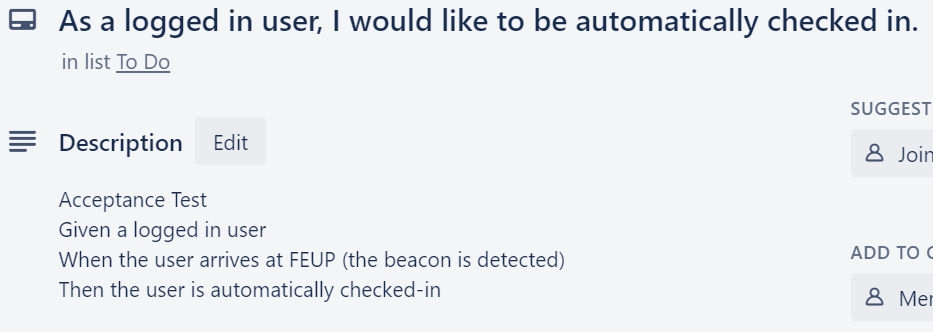 As a logged in user, I would like to be automatically checked in.
in list To Do
Description Edit
Acceptance Test
Given a logged in user
When the user arrives at FEUP (the beacon is detected)
Then the user is automatically checked-in
SUGGEST
Join
ADD TO